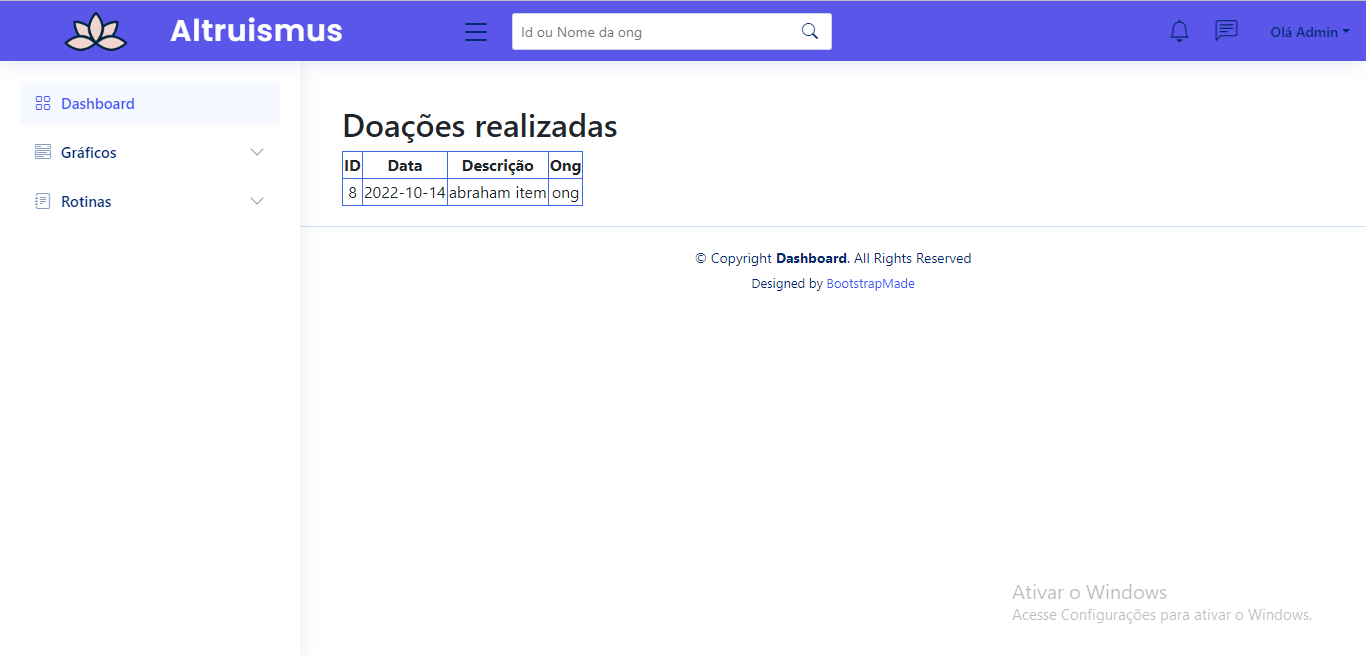 Altruismus
Id ou Nome da ong
Olá Admin
Dashboard
Gráficos
Rotinas
Doações realizadas
ID Data Descrição Ong
8 2022-10-14 abraham item ong
© Copyright Dashboard. All Rights Reserved
Designed by BootstrapMade
Ativar o Windows
Acesse Configurações para ativar o Windows.